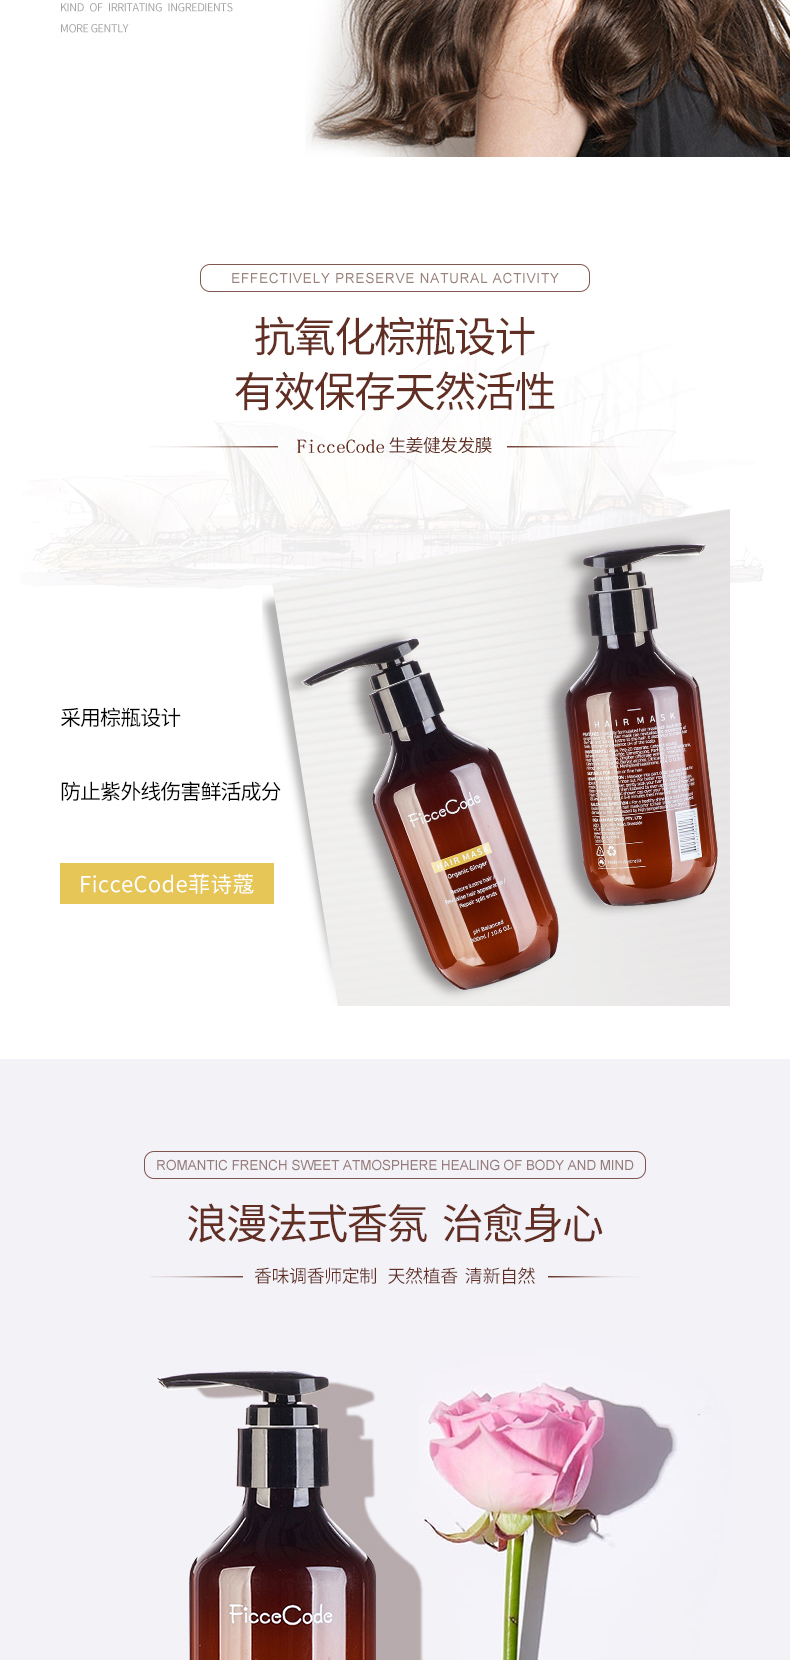 KIND OF IRRITATING INGREDIENTS
MORE GENTLY
EFFECTIVELY PRESERVE NATURAL ACTIVITY
抗氧化棕瓶设计
有效保存天然活性
FicceCode 生姜健发发膜
采用棕瓶设计
防止紫外线伤害鲜活成分
FicceCode菲诗蔻
FicceCode
HAIR MASK
Organic Ginger
Restore lustre hair
Revitalise hair appearance
Repair split ends
pH Balanced
300ml / 10.6 OZ.
HAIR MASK
Made in Australia
ROMANTIC FRENCH SWEET ATMOSPHERE HEALING OF BODY AND MIND
浪漫法式香氛 治愈身心
香味调香师定制 天然植香 清新自然
FicceCode